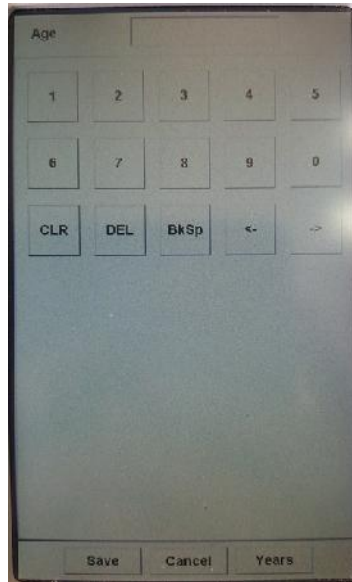 Age
1 2 3 4 5
6 7 8 9 0
CLR DEL BkSp <- ->
Save Cancel Years